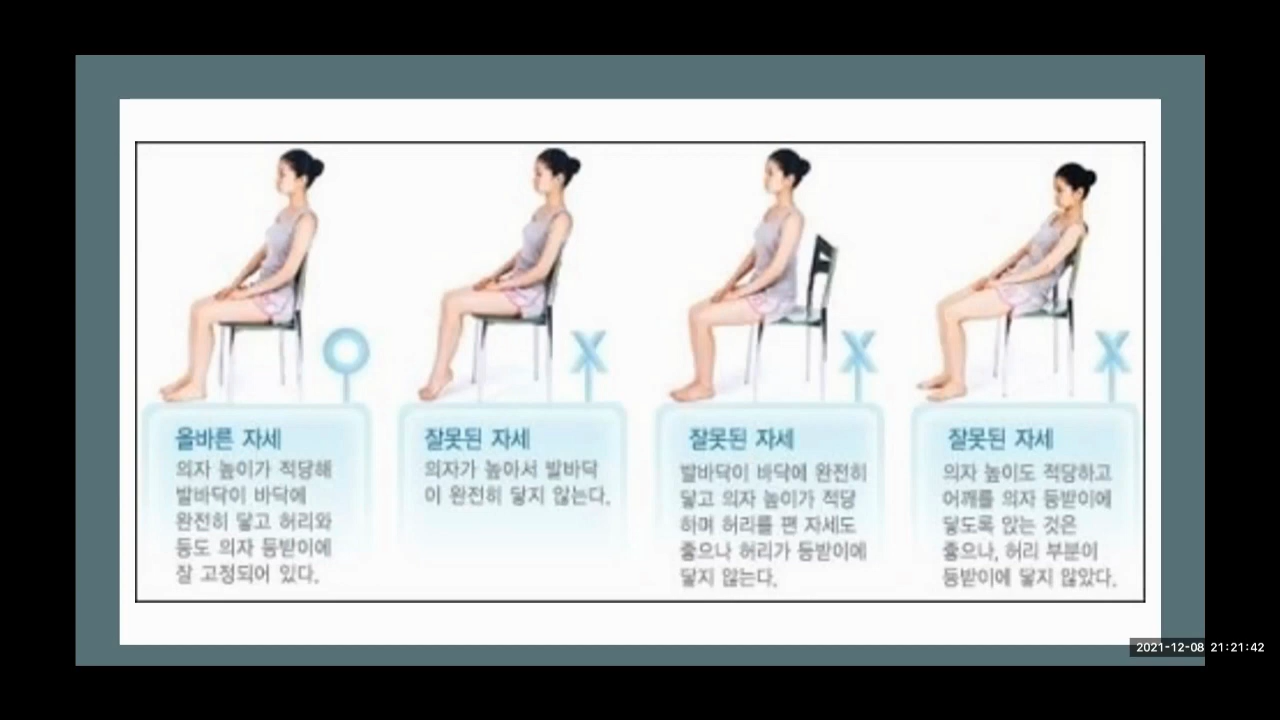 올바른 자세
의자 높이가 적당해
발바닥이 바닥에
완전히 닿고 허리와
등도 의자 등받이에
잘 고정되어 있다.
잘못된 자세
의자가 높아서 발바닥
이 완전히 닿지 않는다.
잘못된 자세
발바닥이 바닥에 완전히
닿고 의자 높이가 적당
하며 허리를 편 자세도
좋으나 허리가 등받이에
닿지 않는다.
잘못된 자세
의자 높이도 적당하고
어깨를 의자 등받이에
닿도록 앉는 것은
좋으나, 허리 부분이
등받이에 닿지 않았다.
2021-12-08 21:21:42